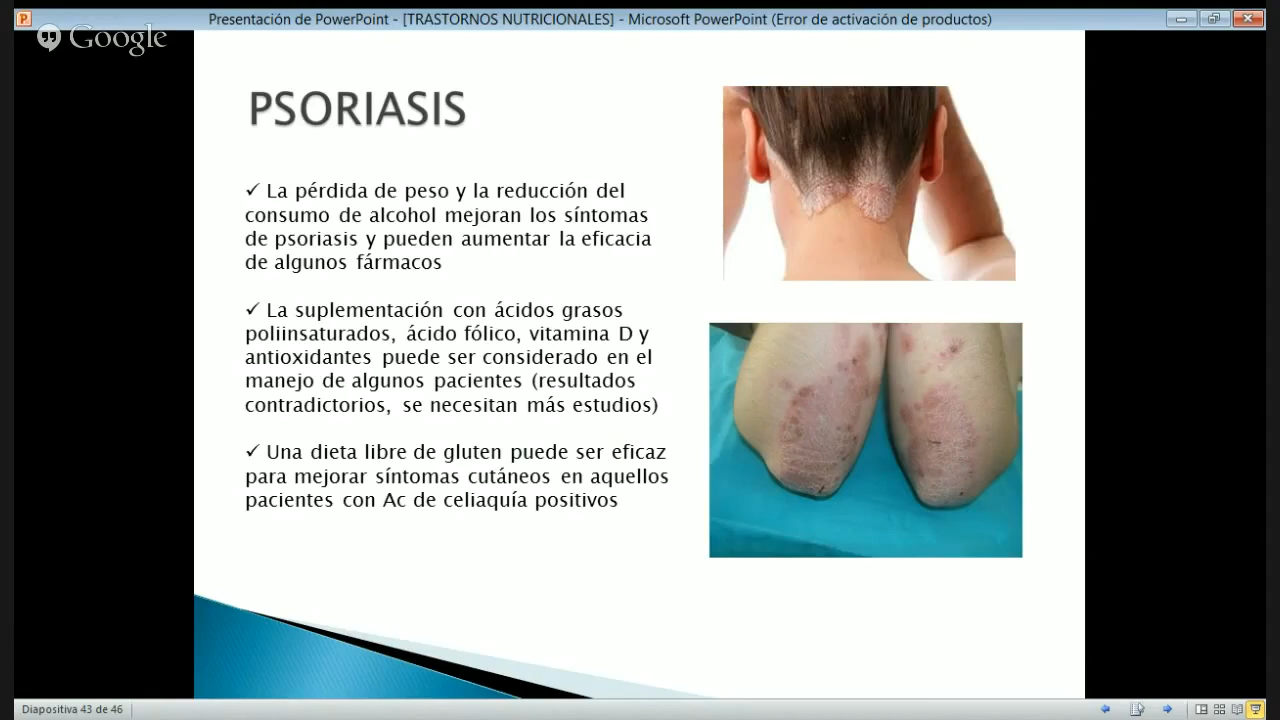 Presentación de PowerPoint - [TRASTORNOS NUTRICIONALES] - Microsoft PowerPoint (Error de activación de productos)
Google
PSORIASIS
✓ La pérdida de peso y la reducción del
consumo de alcohol mejoran los síntomas
de psoriasis y pueden aumentar la eficacia
de algunos fármacos
✓ La suplementación con ácidos grasos
poliinsaturados, ácido fólico, vitamina D y
antioxidantes puede ser considerado en el
manejo de algunos pacientes (resultados
contradictorios, se necesitan más estudios)
✓ Una dieta libre de gluten puede ser eficaz
para mejorar síntomas cutáneos en aquellos
pacientes con Ac de celiaquía positivos
Diapositiva 43 de 46